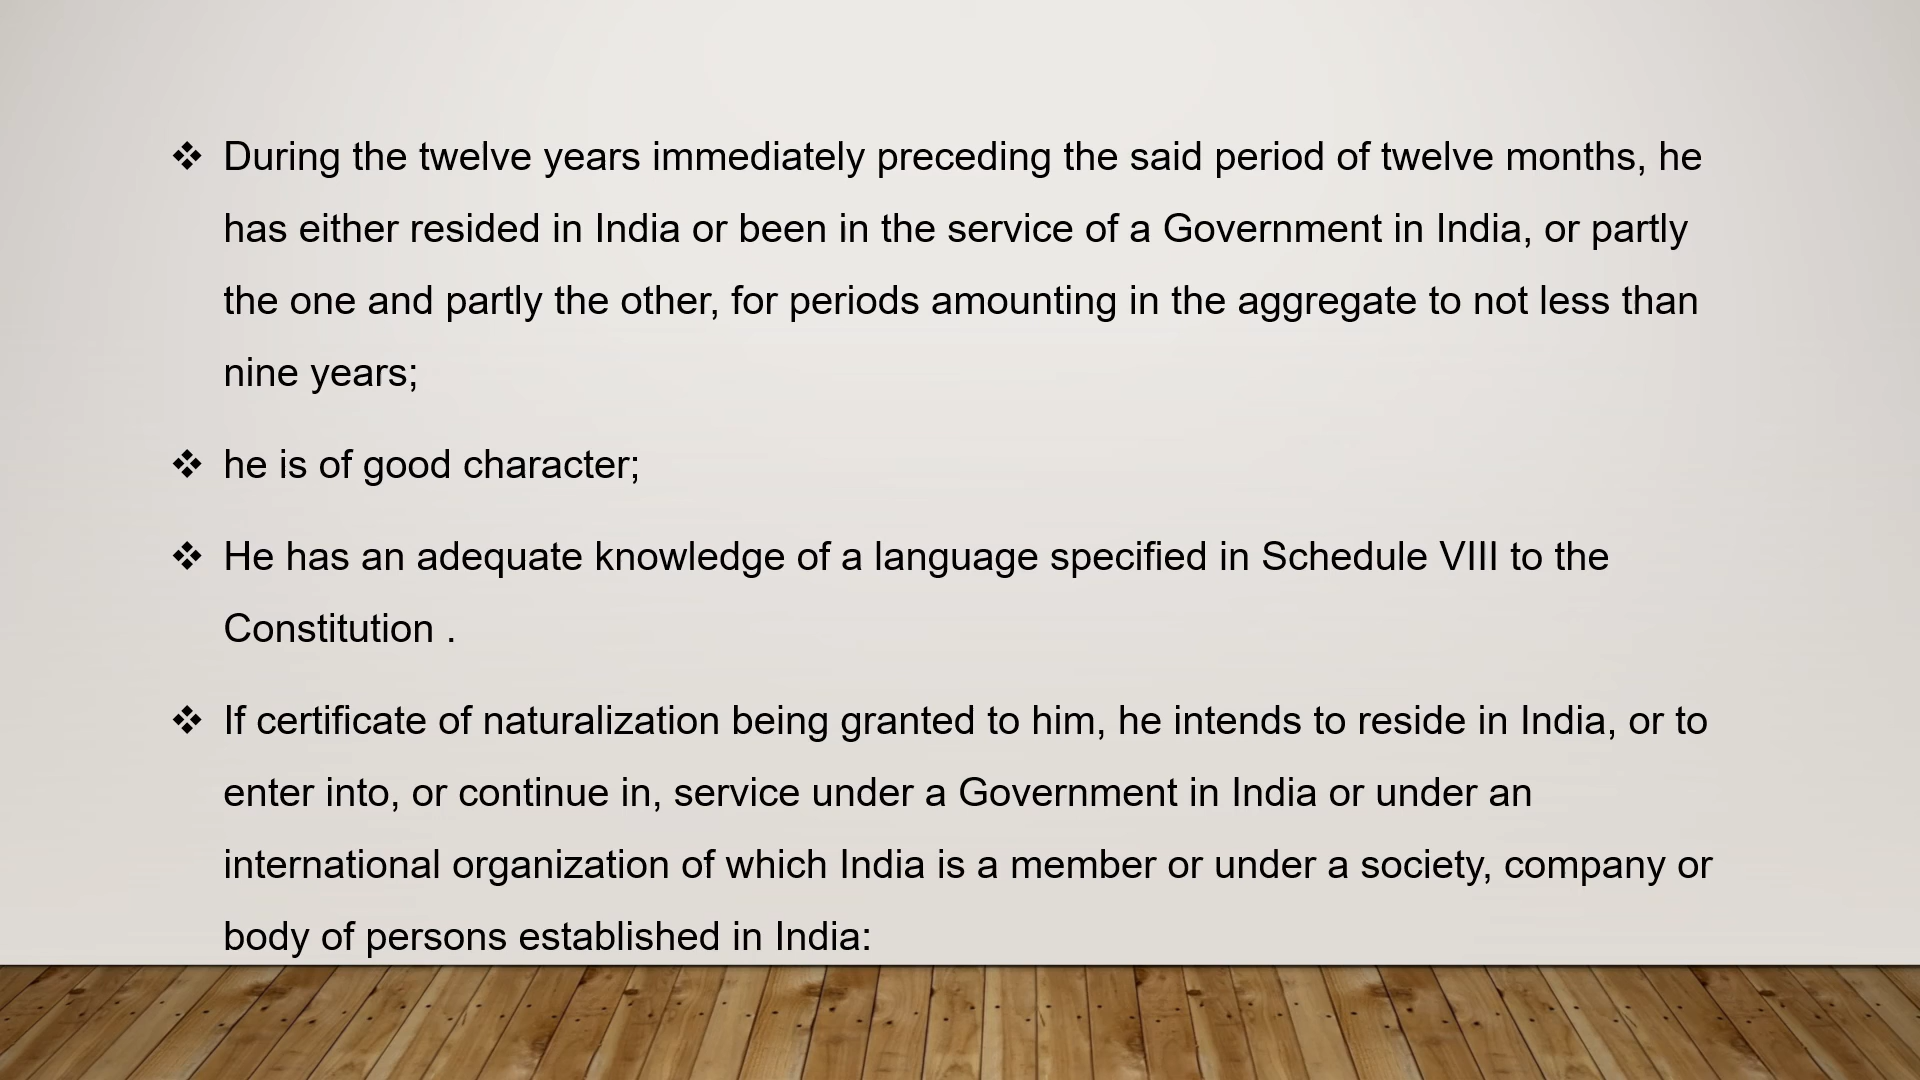 ❖ During the twelve years immediately preceding the said period of twelve months, he
has either resided in India or been in the service of a Government in India, or partly
the one and partly the other, for periods amounting in the aggregate to not less than
nine years;
❖ he is of good character;
❖ He has an adequate knowledge of a language specified in Schedule VIII to the
Constitution .
❖ If certificate of naturalization being granted to him, he intends to reside in India, or to
enter into, or continue in, service under a Government in India or under an
international organization of which India is a member or under a society, company or
body of persons established in India: